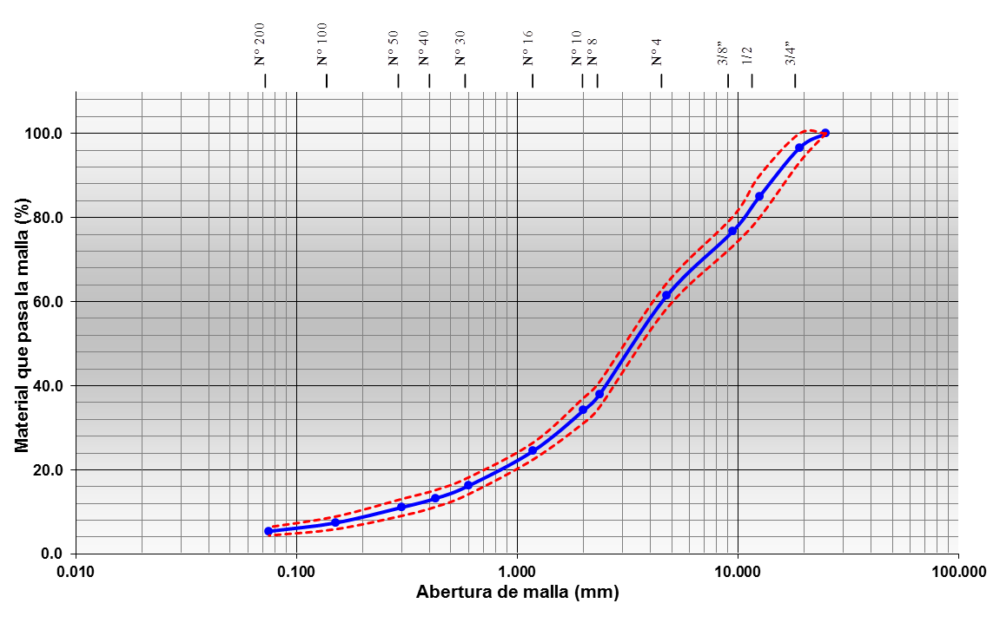 N° 200
N° 100
N° 50
N° 40
N° 30
N° 16
N° 10
N° 8
N° 4
3/8”
1/2
3/4”
100.0
80.0
60.0
40.0
20.0
0.0
Material que pasa la malla (%)
0.010
0.100
1.000
10.000
100.000
Abertura de malla (mm)